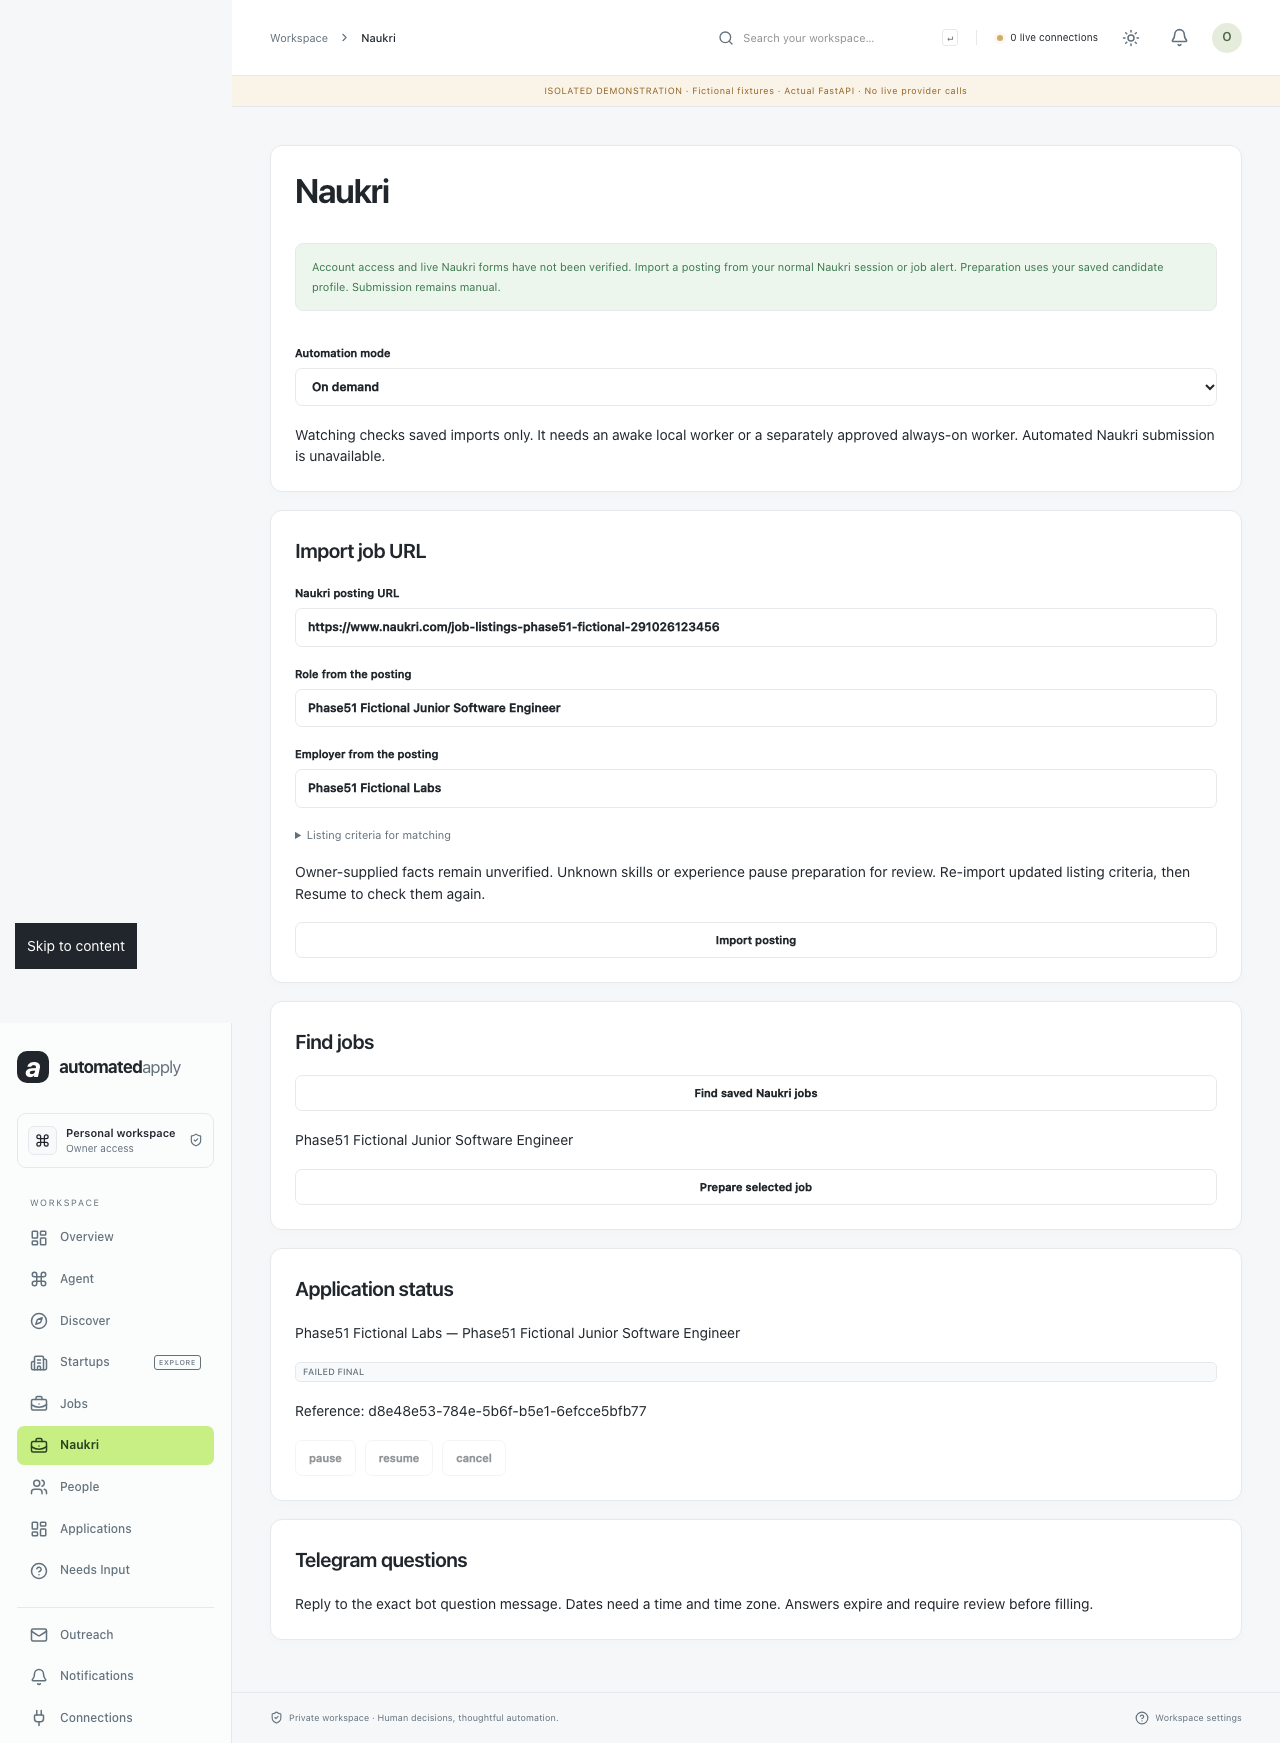 Workspace
Naukri
Search your workspace...
↵
0 live connections
O
ISOLATED DEMONSTRATION · Fictional fixtures · Actual FastAPI · No live provider calls
Naukri
Account access and live Naukri forms have not been verified. Import a posting from your normal Naukri session or job alert. Preparation uses your saved candidate
profile. Submission remains manual.
Automation mode
On demand
Watching checks saved imports only. It needs an awake local worker or a separately approved always-on worker. Automated Naukri submission
is unavailable.
Import job URL
Naukri posting URL
https://www.naukri.com/job-listings-phase51-fictional-291026123456
Role from the posting
Phase51 Fictional Junior Software Engineer
Employer from the posting
Phase51 Fictional Labs
Listing criteria for matching
Owner-supplied facts remain unverified. Unknown skills or experience pause preparation for review. Re-import updated listing criteria, then
Resume to check them again.
Import posting
Find jobs
Find saved Naukri jobs
Phase51 Fictional Junior Software Engineer
Prepare selected job
Application status
Phase51 Fictional Labs — Phase51 Fictional Junior Software Engineer
FAILED FINAL
Reference: d8e48e53-784e-5b6f-b5e1-6efcce5bfb77
pause
resume
cancel
Telegram questions
Reply to the exact bot question message. Dates need a time and time zone. Answers expire and require review before filling.
Private workspace · Human decisions, thoughtful automation.
Workspace settings
Skip to content
a
automatedapply
Personal workspace
Owner access
WORKSPACE
Overview
Agent
Discover
Startups
EXPLORE
Jobs
Naukri
People
Applications
Needs Input
Outreach
Notifications
Connections